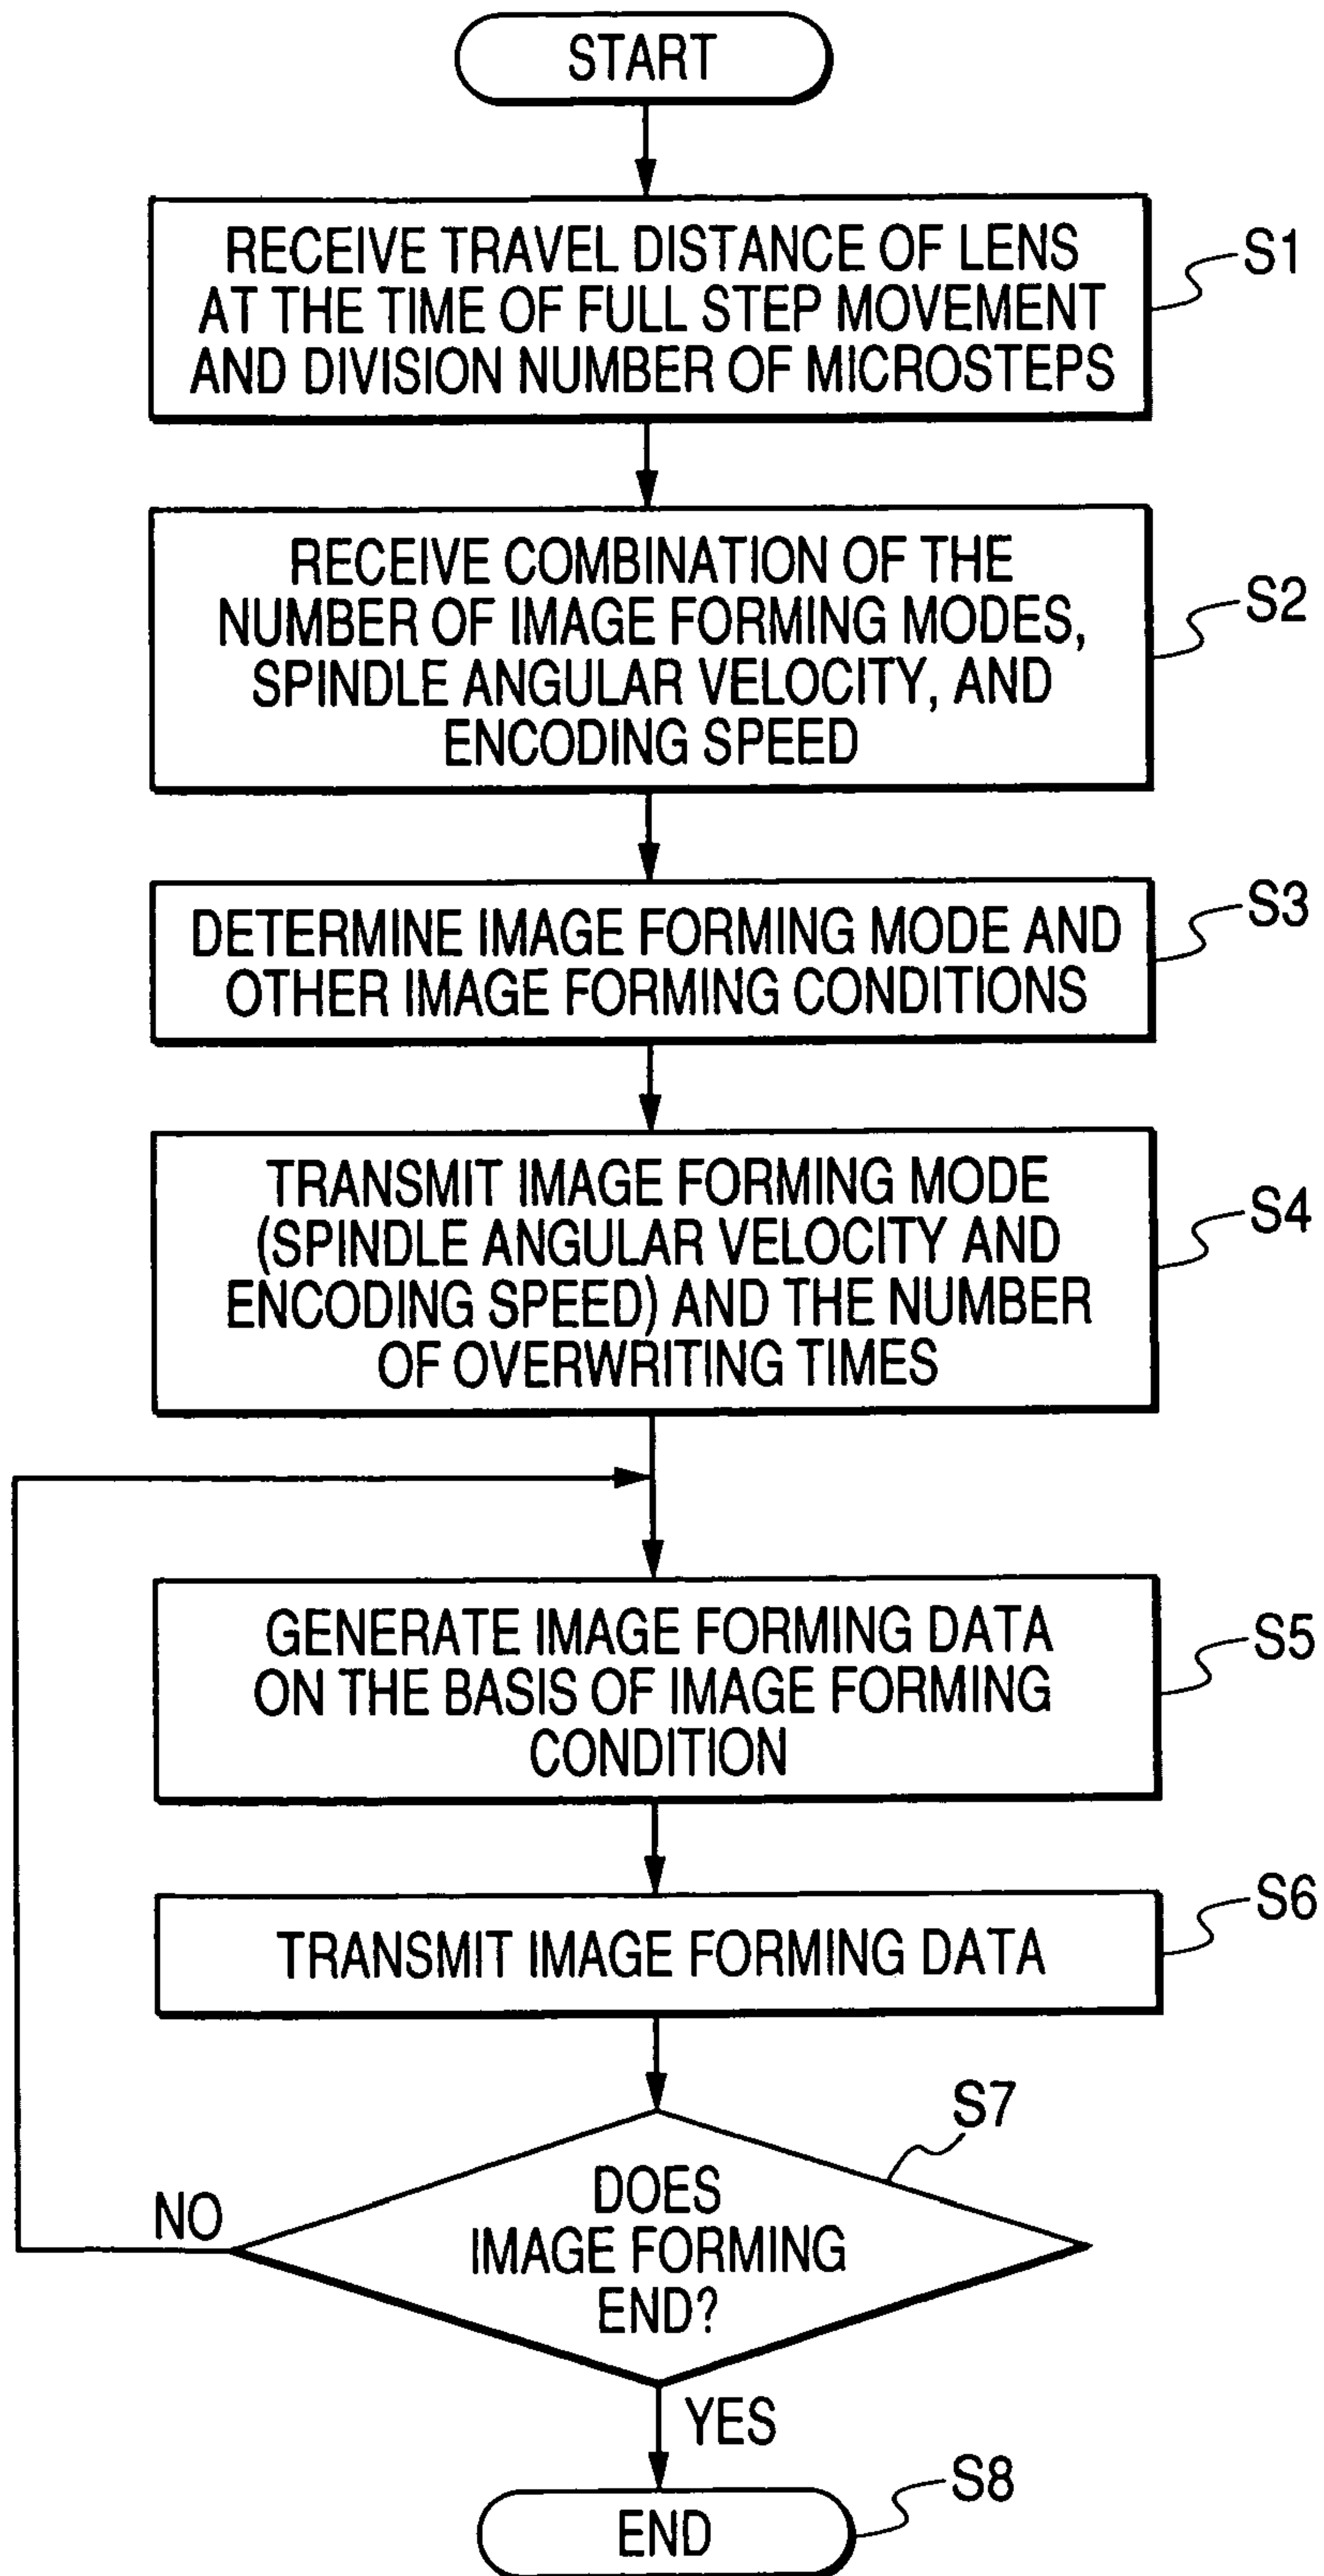 START
RECEIVE TRAVEL DISTANCE OF LENS
AT THE TIME OF FULL STEP MOVEMENT
AND DIVISION NUMBER OF MICROSTEPS
S1
RECEIVE COMBINATION OF THE
NUMBER OF IMAGE FORMING MODES,
SPINDLE ANGULAR VELOCITY, AND
ENCODING SPEED
S2
DETERMINE IMAGE FORMING MODE AND
OTHER IMAGE FORMING CONDITIONS
S3
TRANSMIT IMAGE FORMING MODE
(SPINDLE ANGULAR VELOCITY AND
ENCODING SPEED) AND THE NUMBER
OF OVERWRITING TIMES
S4
GENERATE IMAGE FORMING DATA
ON THE BASIS OF IMAGE FORMING
CONDITION
S5
TRANSMIT IMAGE FORMING DATA
S6
S7
DOES
IMAGE FORMING
END?
NO
YES
S8
END